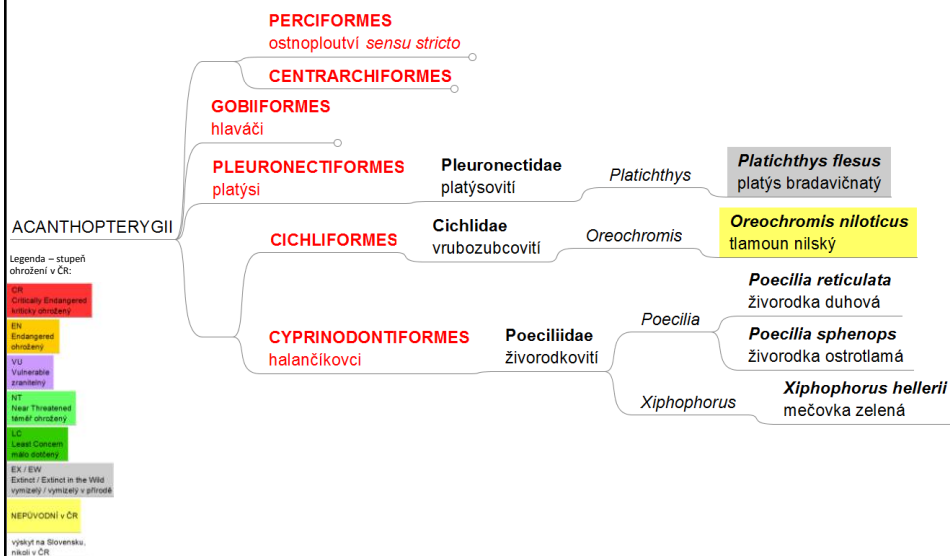 PERCIFORMES
ostnoploutví sensu stricto
CENTRARCHIFORMES
GOBIIFORMES
hlaváči
PLEURONECTIFORMES
platýsi
Pleuronectidae
platýsovití
Platichthys
Platichthys flesus
platýs bradavičnatý
ACANTHOPTERYGII
CICHLIFORMES
Cichlidae
vrubozubcovití
Oreochromis
Oreochromis niloticus
tlamoun nilský
CYPRINODONTIFORMES
halančíkovci
Poeciliidae
živorodkovití
Poecilia
Poecilia reticulata
živorodka duhová
Poecilia sphenops
živorodka ostrotlamá
Xiphophorus
Xiphophorus hellerii
mečovka zelená
Legenda – stupeň
ohrožení v ČR:
CR
Critically Endangered
kriticky ohrožený
EN
Endangered
ohrožený
VU
Vulnerable
zranitelný
NT
Near Threatened
téměř ohrožený
LC
Least Concern
málo dotčený
EX / EW
Extinct / Extinct in the Wild
vymizelý / vymizelý v přírodě
NEPŮVODNÍ v ČR
výskyt na Slovensku,
nikoli v ČR